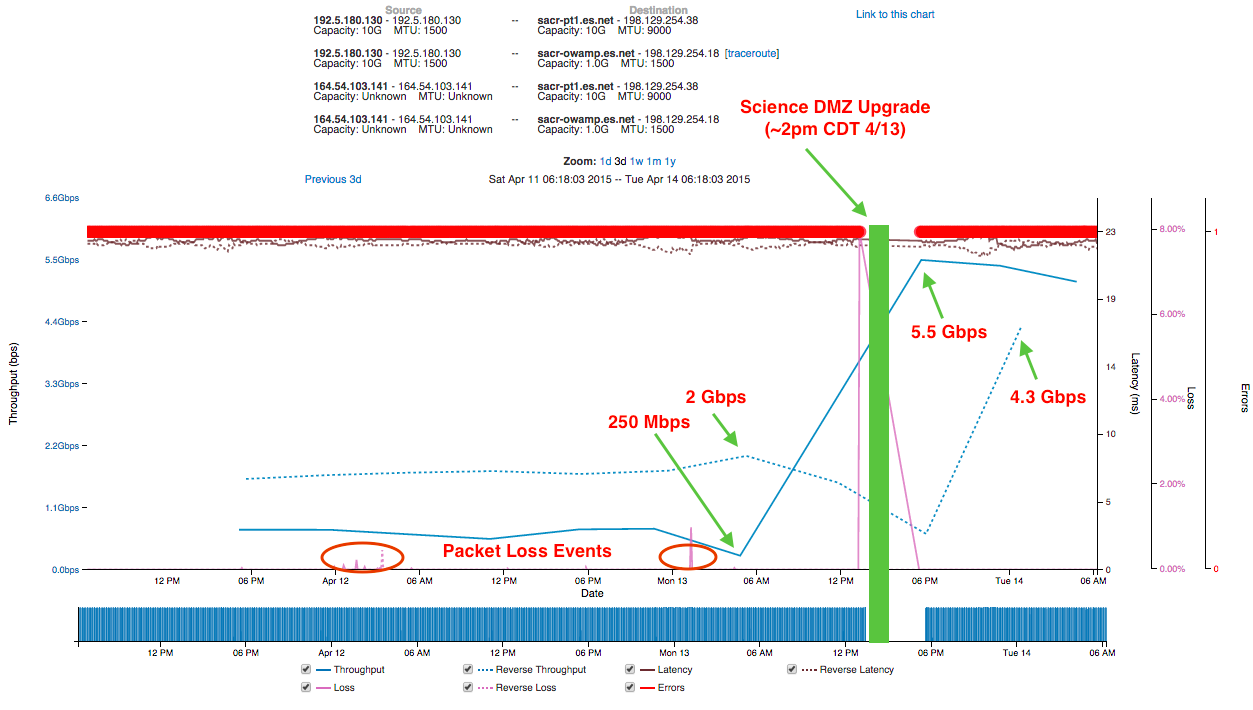 Source Destination
192.5.180.130 - 192.5.180.130 -- sacr-pt1.es.net - 198.129.254.38
Capacity: 10G MTU: 1500 Capacity: 10G MTU: 9000
192.5.180.130 - 192.5.180.130 -- sacr-owamp.es.net - 198.129.254.18 [traceroute]
Capacity: 10G MTU: 1500 Capacity: 1.0G MTU: 1500
164.54.103.141 - 164.54.103.141 -- sacr-pt1.es.net - 198.129.254.38
Capacity: Unknown MTU: Unknown Capacity: 10G MTU: 9000
164.54.103.141 - 164.54.103.141 -- sacr-owamp.es.net - 198.129.254.18
Capacity: Unknown MTU: Unknown Capacity: 1.0G MTU: 1500
Link to this chart
Science DMZ Upgrade
(~2pm CDT 4/13)
Zoom: 1d 3d 1w 1m 1y
Previous 3d Sat Apr 11 06:18:03 2015 -- Tue Apr 14 06:18:03 2015
Throughput (bps)
6.6Gbps
5.5Gbps
4.4Gbps
3.3Gbps
2.2Gbps
1.1Gbps
0.0bps
5.5 Gbps
4.3 Gbps
2 Gbps
250 Mbps
Packet Loss Events
23
19
14
10
5
0
Latency (ms)
8.00%
6.00%
4.00%
2.00%
0.00%
Loss
1
0
Errors
12 PM 06 PM Apr 12 06 AM 12 PM 06 PM Mon 13 06 AM 12 PM 06 PM Tue 14 06 AM
Date
12 PM 06 PM Apr 12 06 AM 12 PM 06 PM Mon 13 06 AM 12 PM 06 PM Tue 14 06 AM
Throughput Reverse Throughput Latency Reverse Latency
Loss Reverse Loss Errors